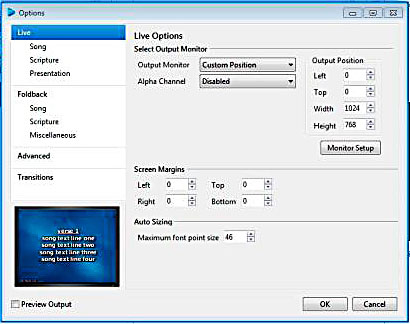 Options
Live
Song
Scripture
Presentation
Foldback
Song
Scripture
Miscellaneous
Advanced
Transitions
verse 1
song text line one
song text line two
song text line three
song text line four
Preview Output
Live Options
Select Output Monitor
Output Monitor Custom Position
Alpha Channel Disabled
Output Position
Left 0
Top 0
Width 1024
Height 768
Monitor Setup
Screen Margins
Left 0 Top 0
Right 0 Bottom 0
Auto Sizing
Maximum font point size 46
OK Cancel